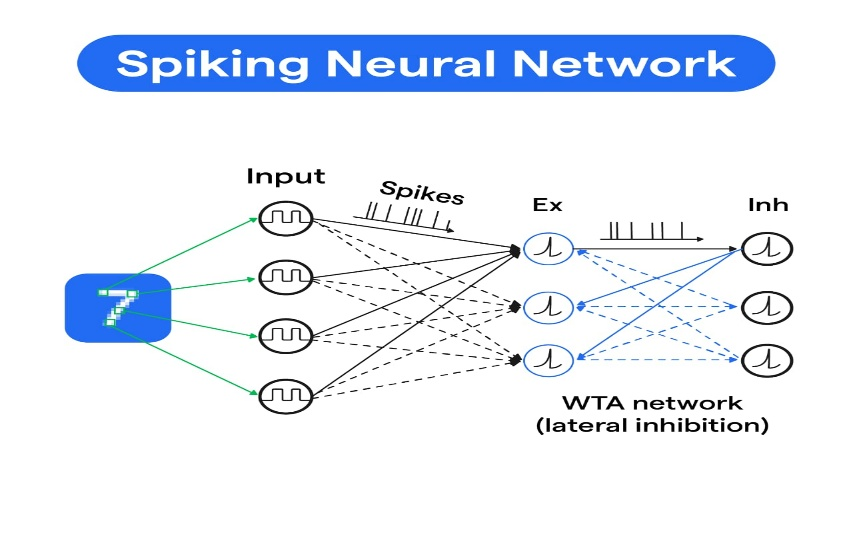 Spiking Neural Network
Input
Spikes
Ex
Inh
7
WTA network
(lateral inhibition)